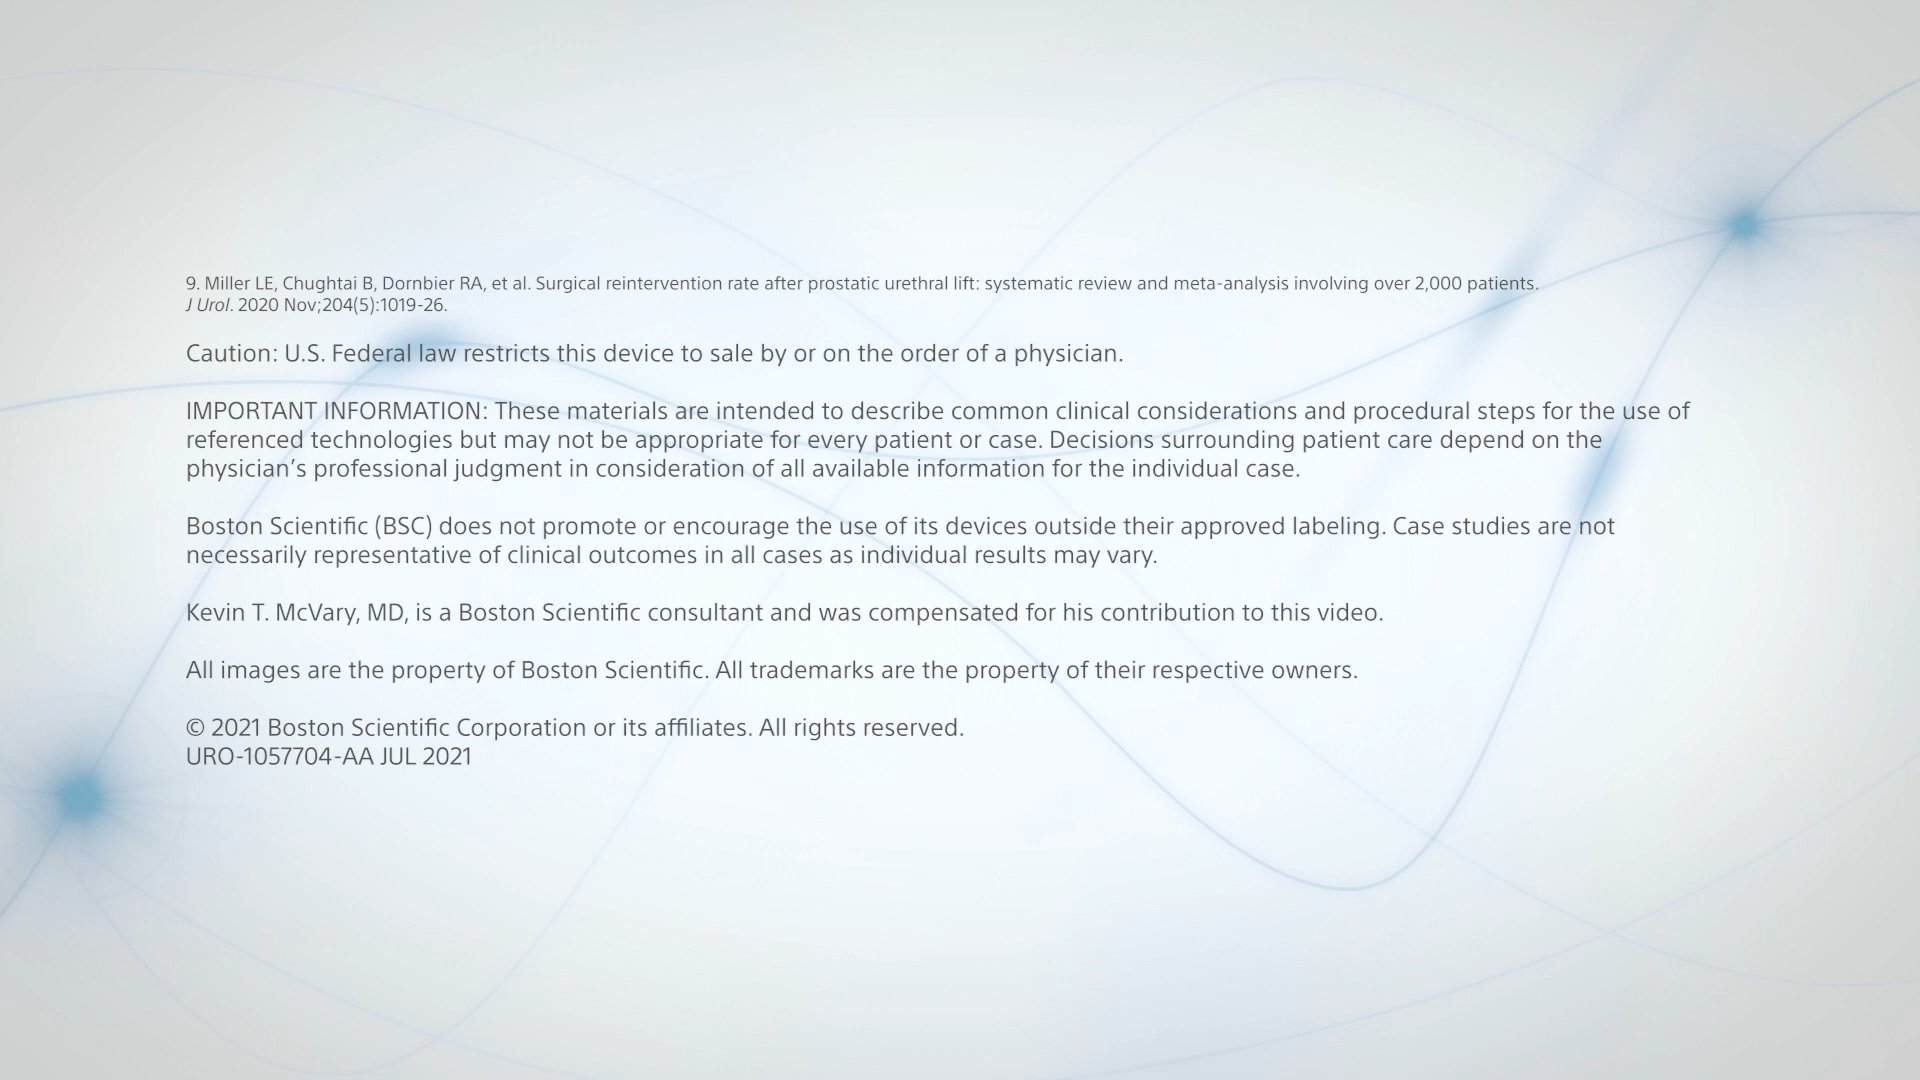 9. Miller LE, Chughtai B, Dornbier RA, et al. Surgical reintervention rate after prostatic urethral lift: systematic review and meta-analysis involving over 2,000 patients.
J Urol. 2020 Nov;204(5):1019-26.
Caution: U.S. Federal law restricts this device to sale by or on the order of a physician.
IMPORTANT INFORMATION: These materials are intended to describe common clinical considerations and procedural steps for the use of
referenced technologies but may not be appropriate for every patient or case. Decisions surrounding patient care depend on the
physician’s professional judgment in consideration of all available information for the individual case.
Boston Scientific (BSC) does not promote or encourage the use of its devices outside their approved labeling. Case studies are not
necessarily representative of clinical outcomes in all cases as individual results may vary.
Kevin T. McVary, MD, is a Boston Scientific consultant and was compensated for his contribution to this video.
All images are the property of Boston Scientific. All trademarks are the property of their respective owners.
© 2021 Boston Scientific Corporation or its affiliates. All rights reserved.
URO-1057704-AA JUL 2021